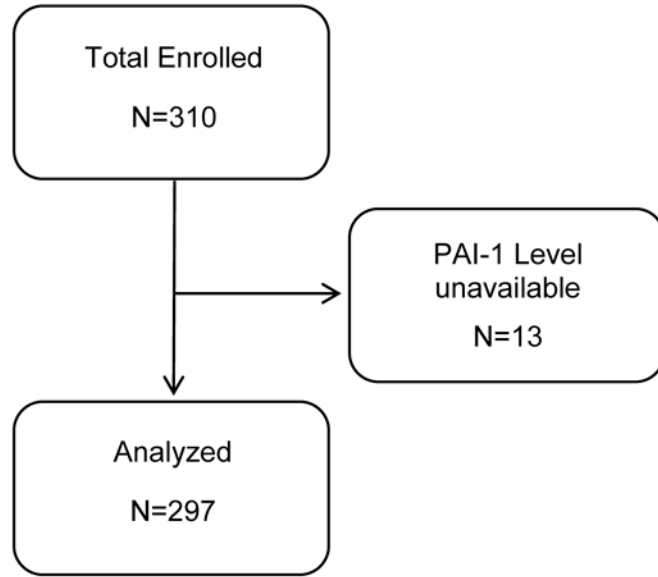 Total Enrolled
N=310
PAI-1 Level
unavailable
N=13
Analyzed
N=297